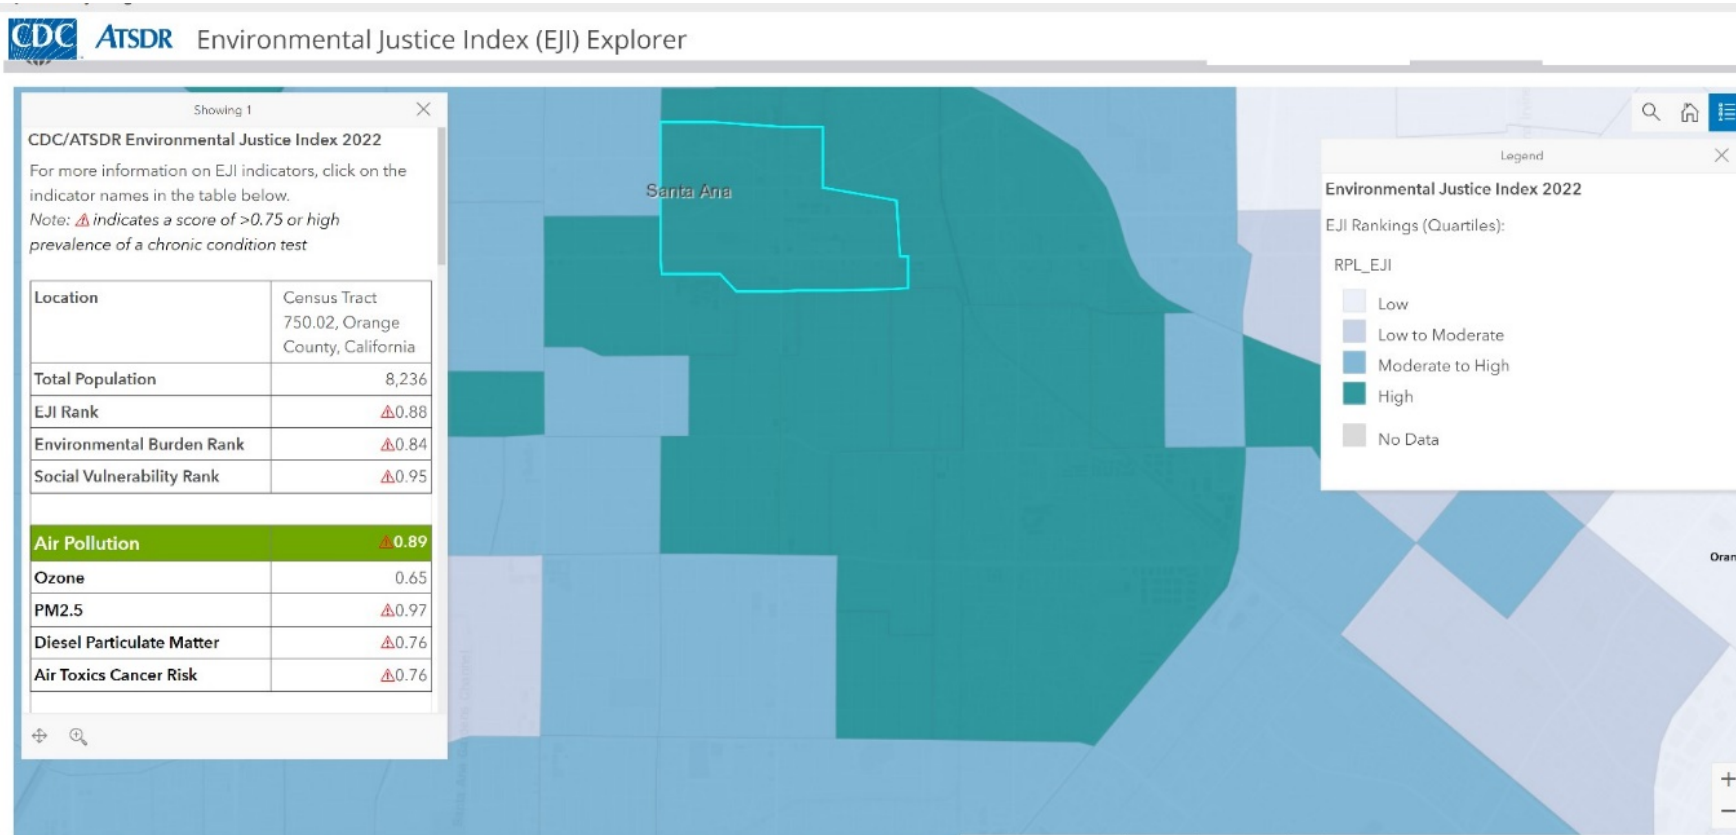 CDC ATSDR Environmental Justice Index (EJI) Explorer
Showing 1
CDC/ATSDR Environmental Justice Index 2022
For more information on EJI indicators, click on the
indicator names in the table below.
Note: ⚠ indicates a score of >0.75 or high
prevalence of a chronic condition test
Location Census Tract
750.02, Orange
County, California
Total Population 8,236
EJI Rank ⚠0.88
Environmental Burden Rank ⚠0.84
Social Vulnerability Rank ⚠0.95
Air Pollution ⚠0.89
Ozone 0.65
PM2.5 ⚠0.97
Diesel Particulate Matter ⚠0.76
Air Toxics Cancer Risk ⚠0.76
Santa Ana
Legend
Environmental Justice Index 2022
EJI Rankings (Quartiles):
RPL_EJI
Low
Low to Moderate
Moderate to High
High
No Data
Oran